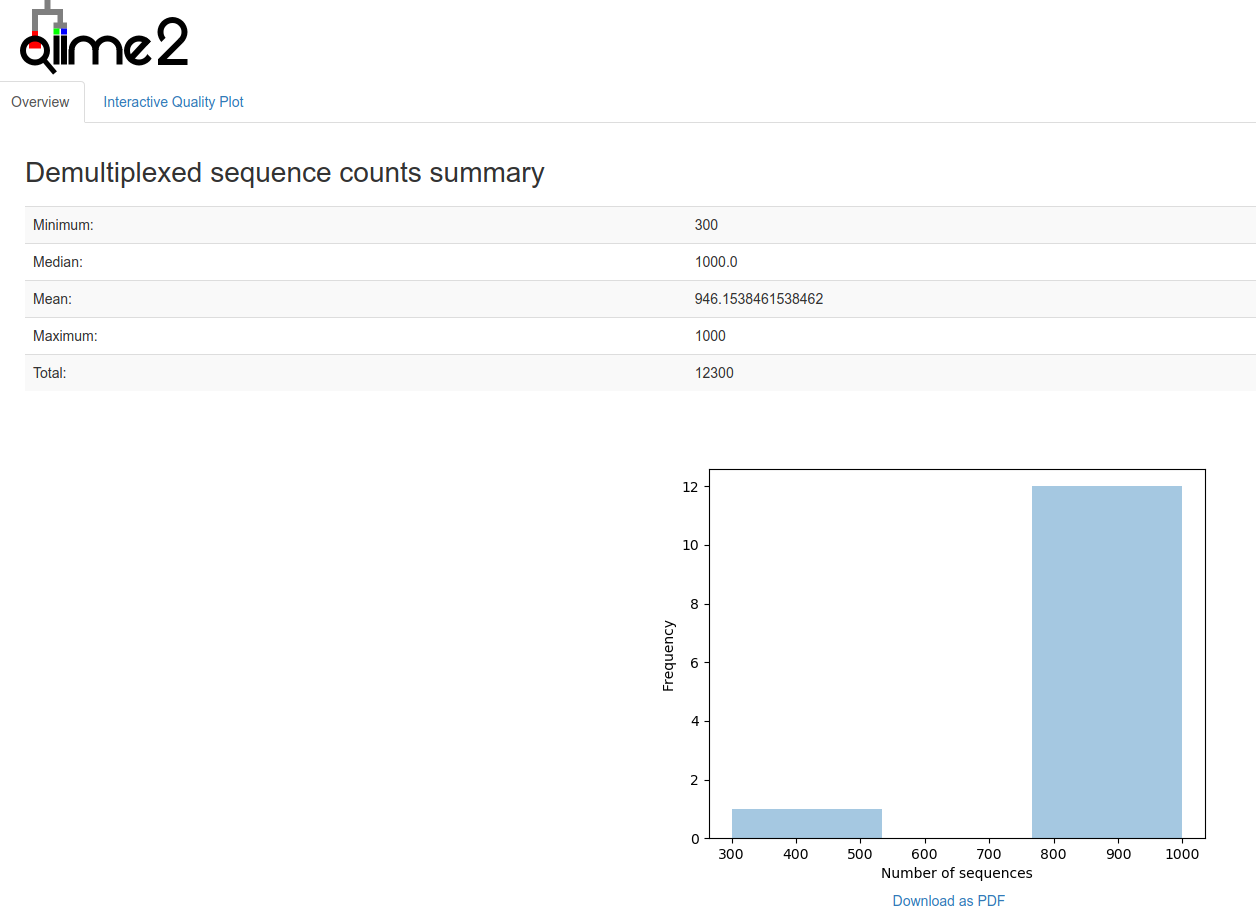 qiime2
Overview Interactive Quality Plot
Demultiplexed sequence counts summary
Minimum: 300
Median: 1000.0
Mean: 946.1538461538462
Maximum: 1000
Total: 12300
12
10
8
6
4
2
0
Frequency
300 400 500 600 700 800 900 1000
Number of sequences
Download as PDF